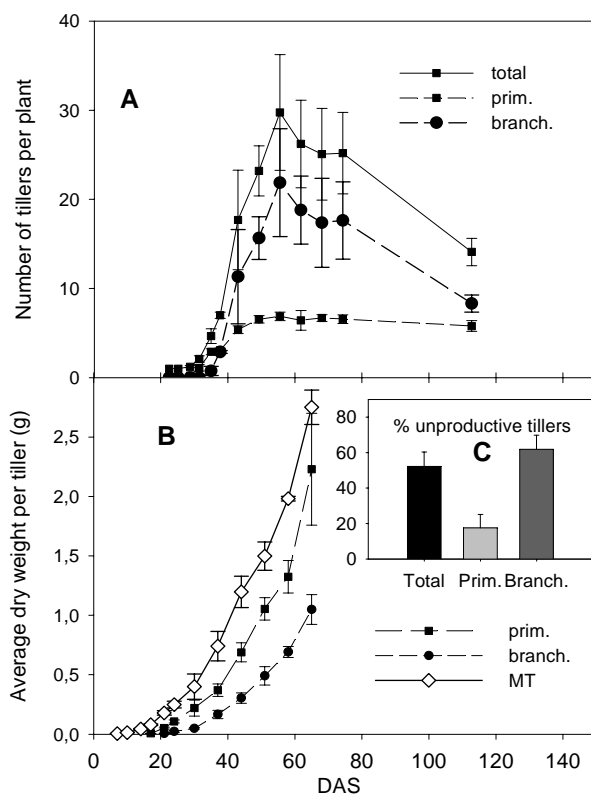 Number of tillers per plant
40
30
20
10
0
A
total
prim.
branch.
Average dry weight per tiller (g)
2,5
2,0
1,5
1,0
0,5
0,0
B
% unproductive tillers
C
80
60
40
20
0
Total Prim. Branch.
prim.
branch.
MT
0 20 40 60 80 100 120 140
DAS